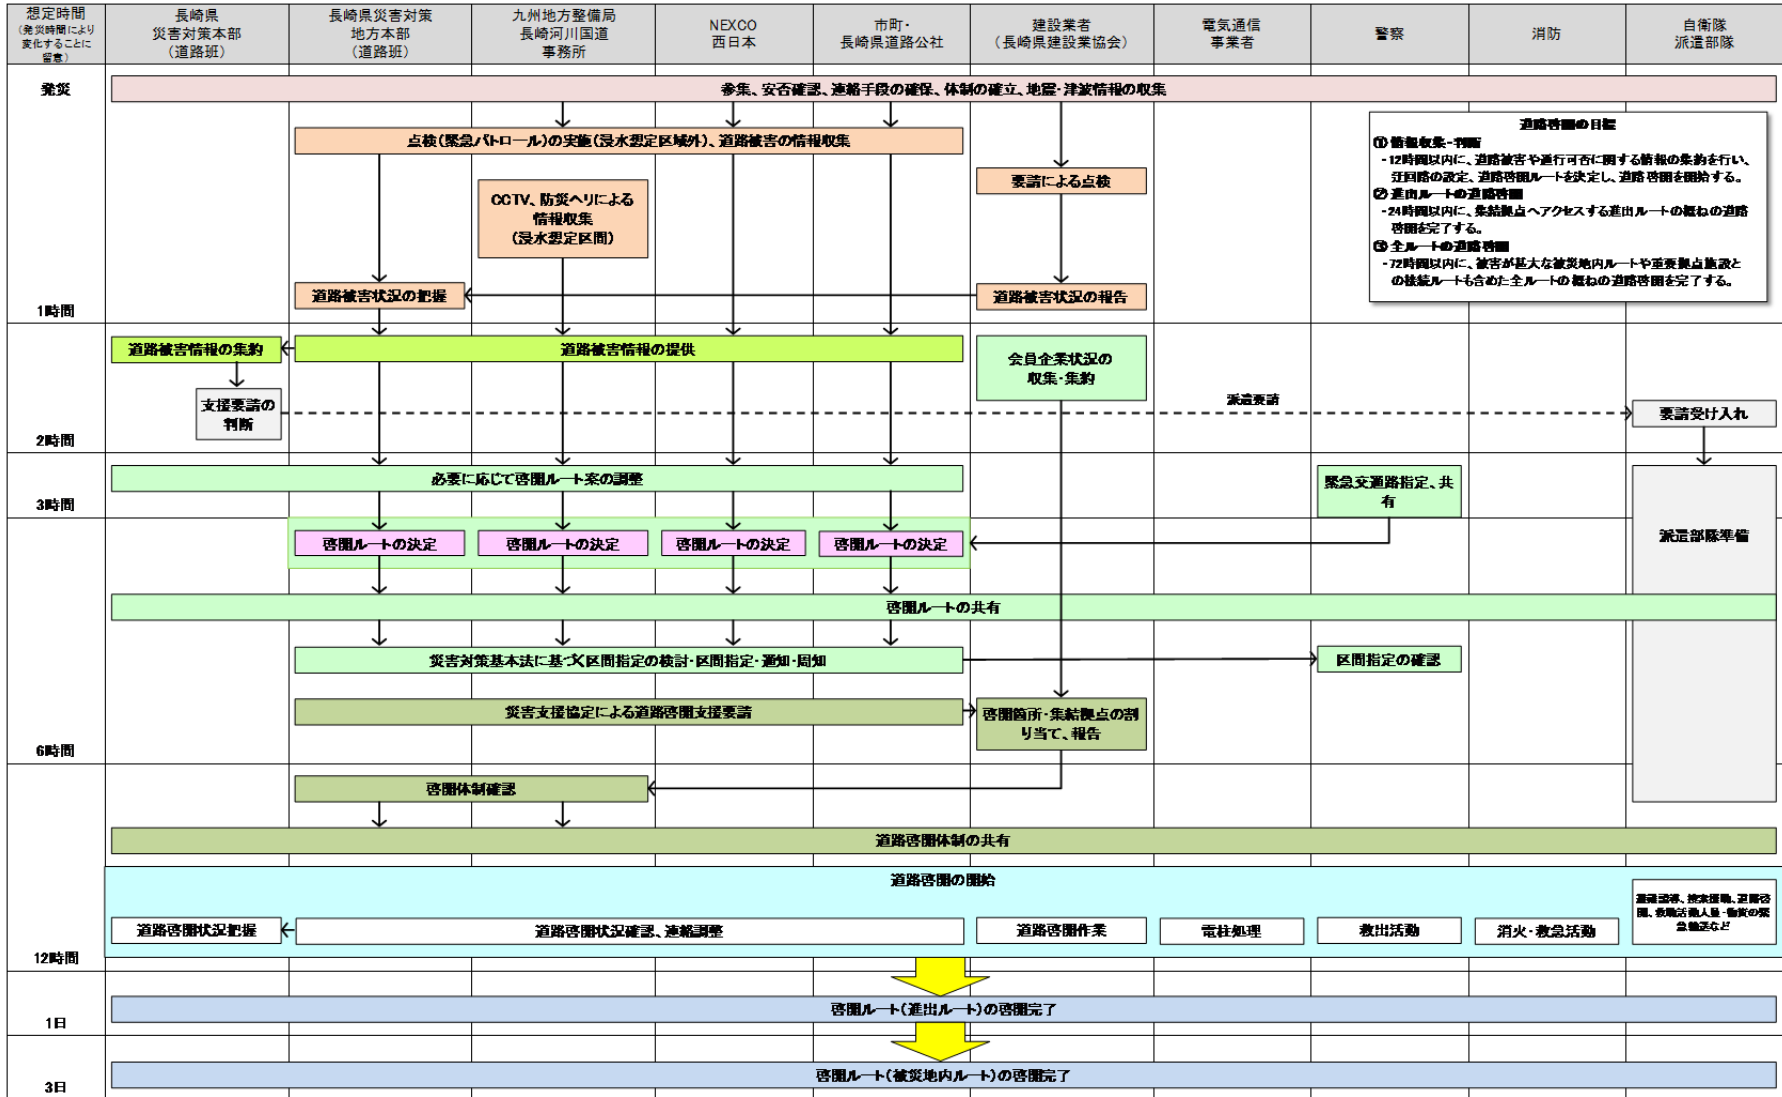 想定時間
（発災時間により
変化することに
留意）
長崎県
災害対策本部
（道路班）
長崎県災害対策
地方本部
（道路班）
九州地方整備局
長崎河川国道
事務所
NEXCO
西日本
市町・
長崎県道路公社
建設業者
（長崎県建設業協会）
電気通信
事業者
警察
消防
自衛隊
派遣部隊
発災
参集、安否確認、連絡手段の確保、体制の確立、地震・津波情報の収集
点検（緊急パトロール）の実施（浸水想定区域外）、道路被害の情報収集
道路啓開の目標
① 情報収集・判断
・12時間以内に、道路被害や通行可否に関する情報の集約を行い、
迂回路の設定、道路啓開ルートを決定し、道路啓開を開始する。
② 進出ルートの道路啓開
・24時間以内に、集結拠点へアクセスする進出ルートの概ねの道路
啓開を完了する。
③ 全ルートの道路啓開
・72時間以内に、被害が甚大な被災地内ルートや重要拠点施設と
の接続ルートも含めた全ルートの概ねの道路啓開を完了する。
CCTV、防災ヘリによる
情報収集
（浸水想定区間）
要請による点検
道路被害状況の把握
道路被害状況の報告
1時間
道路被害情報の集約
道路被害情報の提供
会員企業状況の
収集・集約
支援要請の
判断
派遣要請
要請受け入れ
2時間
必要に応じて啓開ルート案の調整
緊急交通路指定、共
有
3時間
派遣部隊準備
啓開ルートの決定
啓開ルートの決定
啓開ルートの決定
啓開ルートの決定
啓開ルートの共有
災害対策基本法に基づく区間指定の検討・区間指定・通知・周知
区間指定の確認
災害支援協定による道路啓開支援要請
啓開箇所・集結拠点の割
り当て、報告
6時間
啓開体制確認
道路啓開体制の共有
道路啓開の開始
道路啓開状況把握
道路啓開状況確認、連絡調整
道路啓開作業
電柱処理
救出活動
消火・救急活動
避難誘導、捜索援助、道路啓
開、救助活動人員・物資の緊
急輸送など
12時間
啓開ルート（進出ルート）の啓開完了
1日
啓開ルート（被災地内ルート）の啓開完了
3日